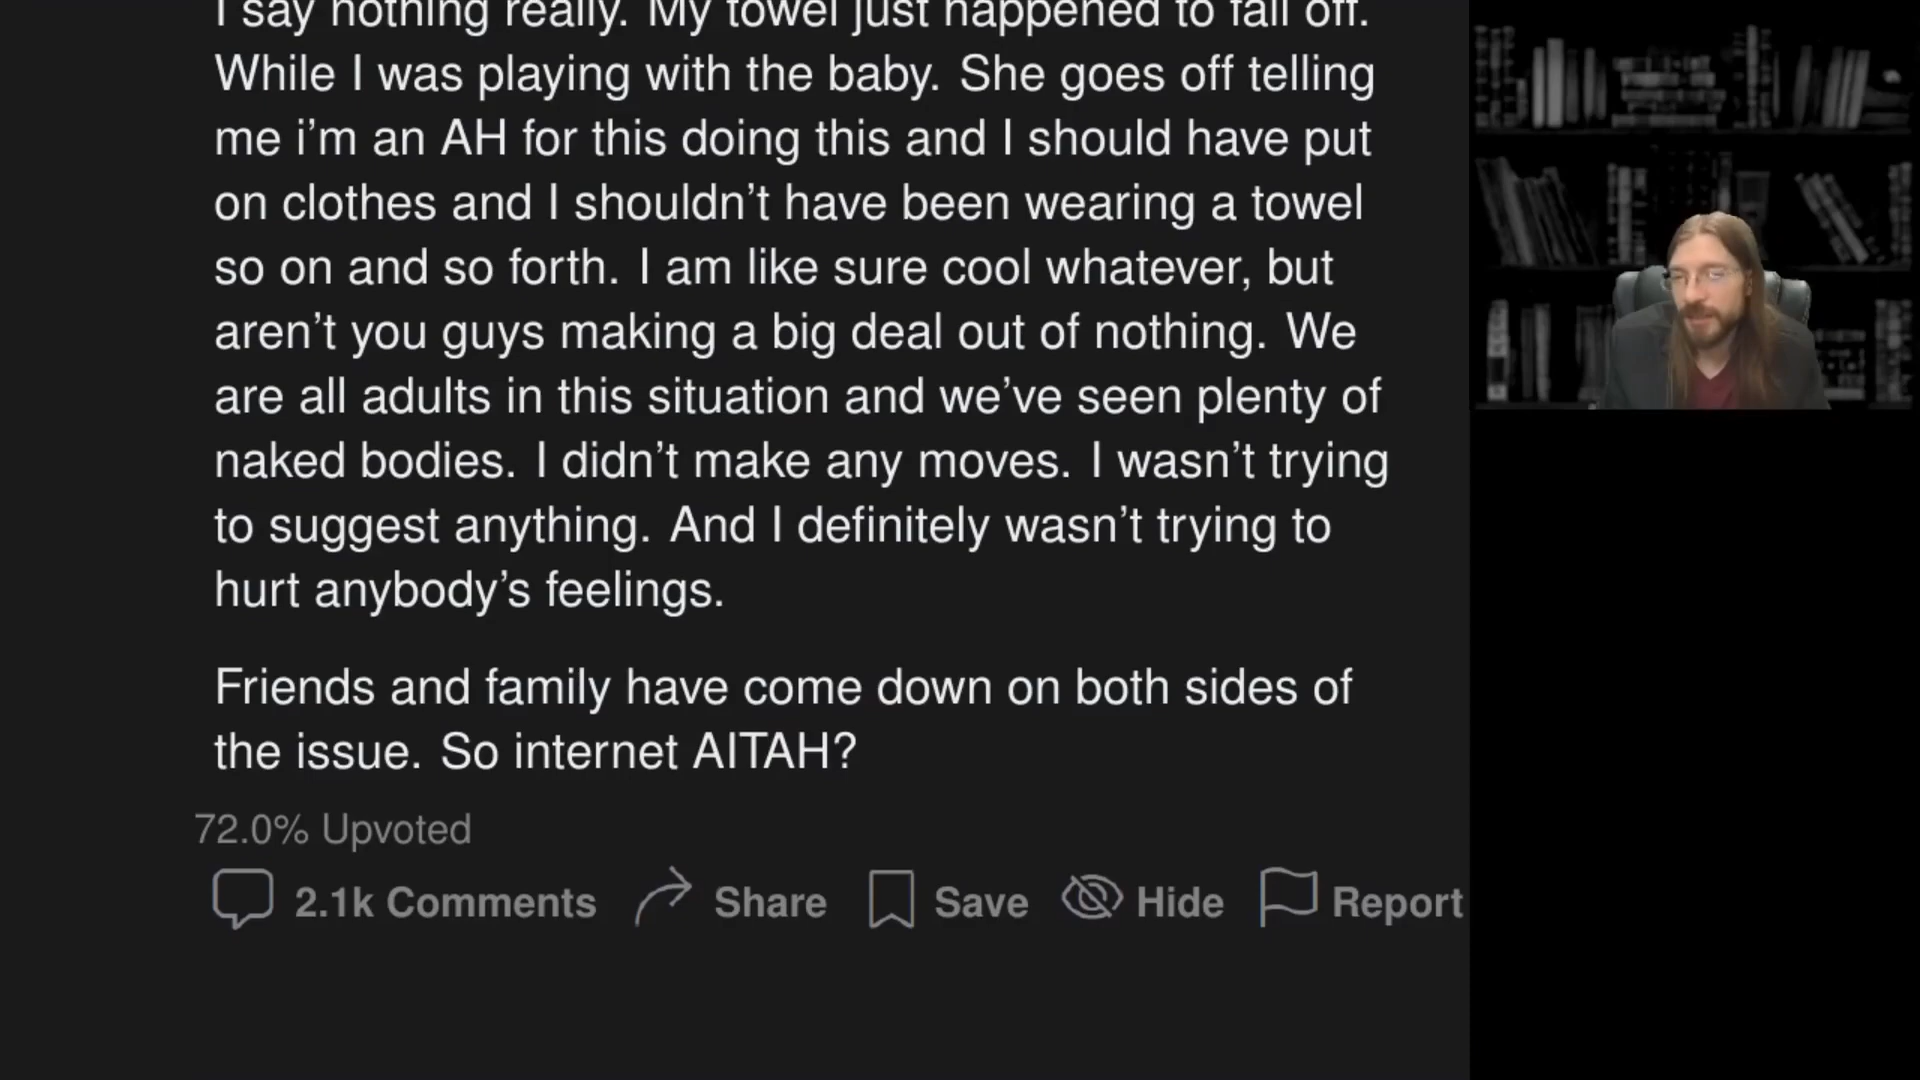 I say nothing really. My towel just happened to fall off.
While I was playing with the baby. She goes off telling
me i’m an AH for this doing this and I should have put
on clothes and I shouldn’t have been wearing a towel
so on and so forth. I am like sure cool whatever, but
aren’t you guys making a big deal out of nothing. We
are all adults in this situation and we’ve seen plenty of
naked bodies. I didn’t make any moves. I wasn’t trying
to suggest anything. And I definitely wasn’t trying to
hurt anybody’s feelings.
Friends and family have come down on both sides of
the issue. So internet AITAH?
72.0% Upvoted
2.1k Comments Share Save Hide Report